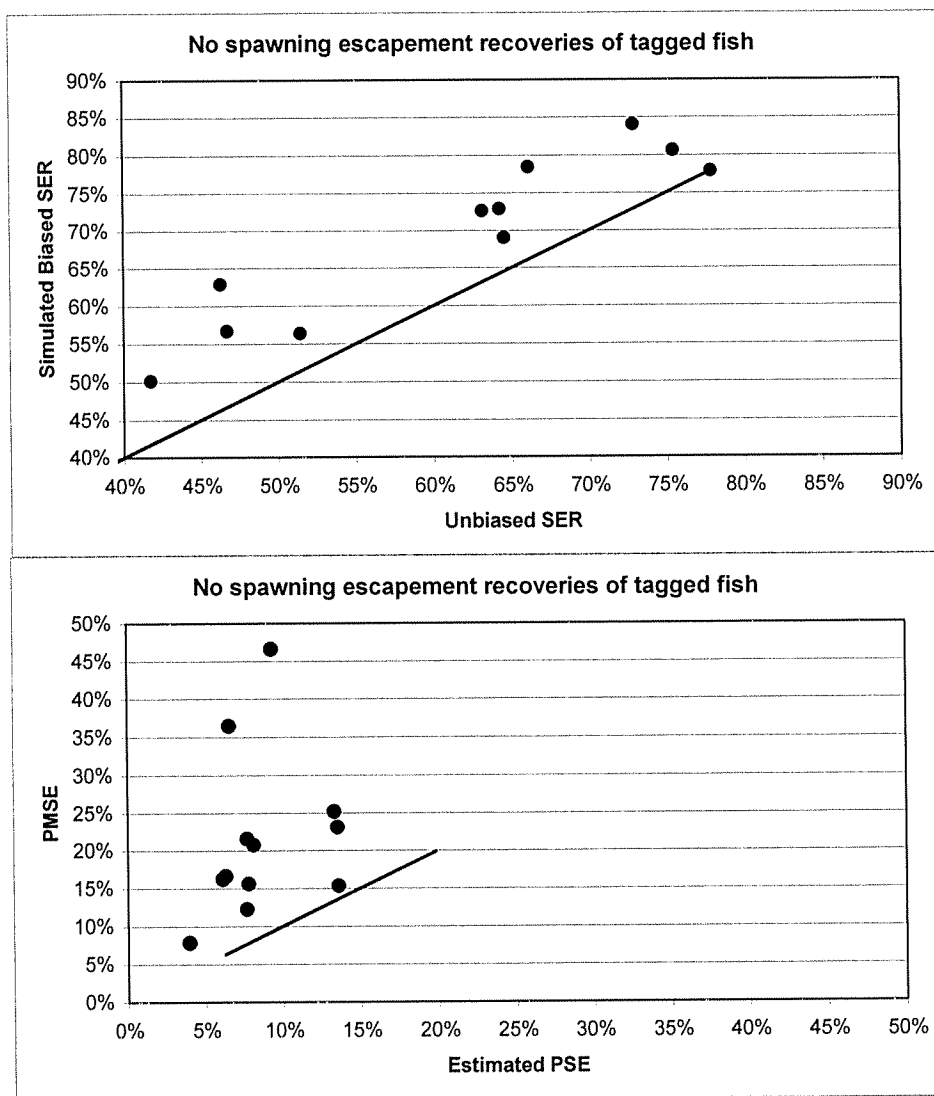 No spawning escapement recoveries of tagged fish
90%
85%
80%
75%
70%
65%
60%
55%
50%
45%
40%
Simulated Biased SER
40% 45% 50% 55% 60% 65% 70% 75% 80% 85% 90%
Unbiased SER
No spawning escapement recoveries of tagged fish
50%
45%
40%
35%
30%
25%
20%
15%
10%
5%
0%
PMSE
0% 5% 10% 15% 20% 25% 30% 35% 40% 45% 50%
Estimated PSE